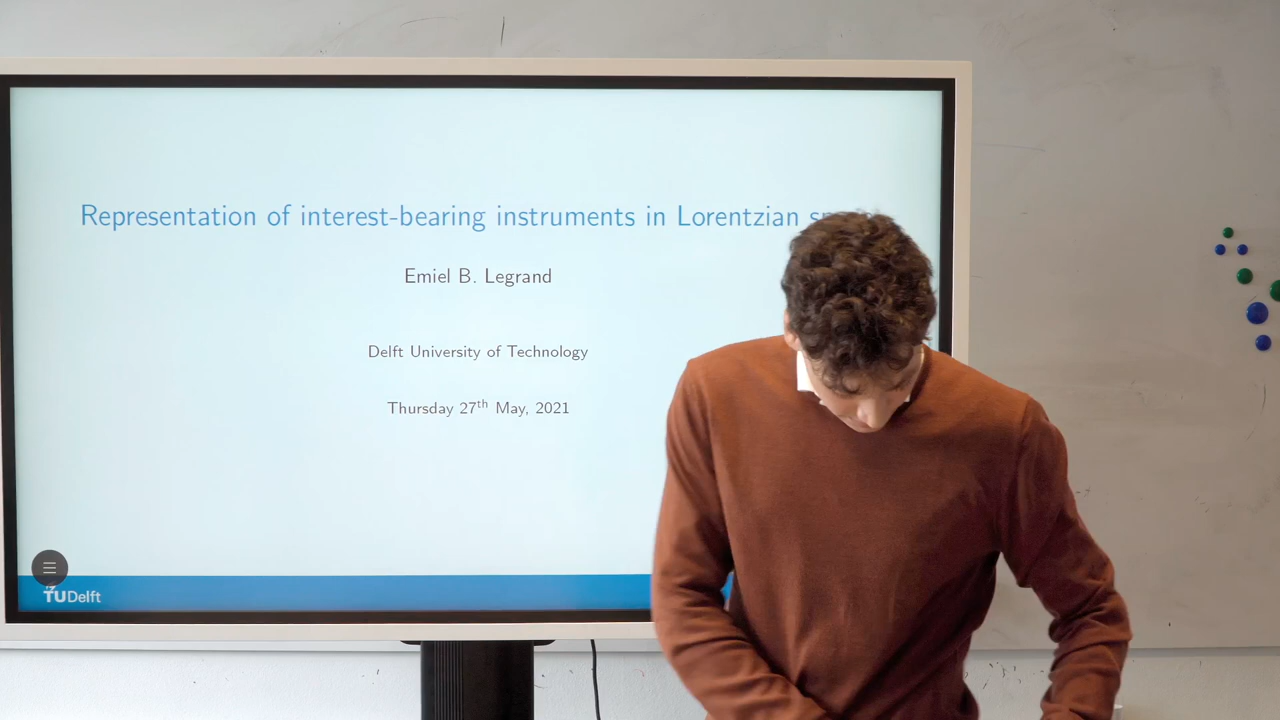 Representation of interest-bearing instruments in Lorentzian
Emiel B. Legrand
Delft University of Technology
Thursday 27th May, 2021
TUDelft